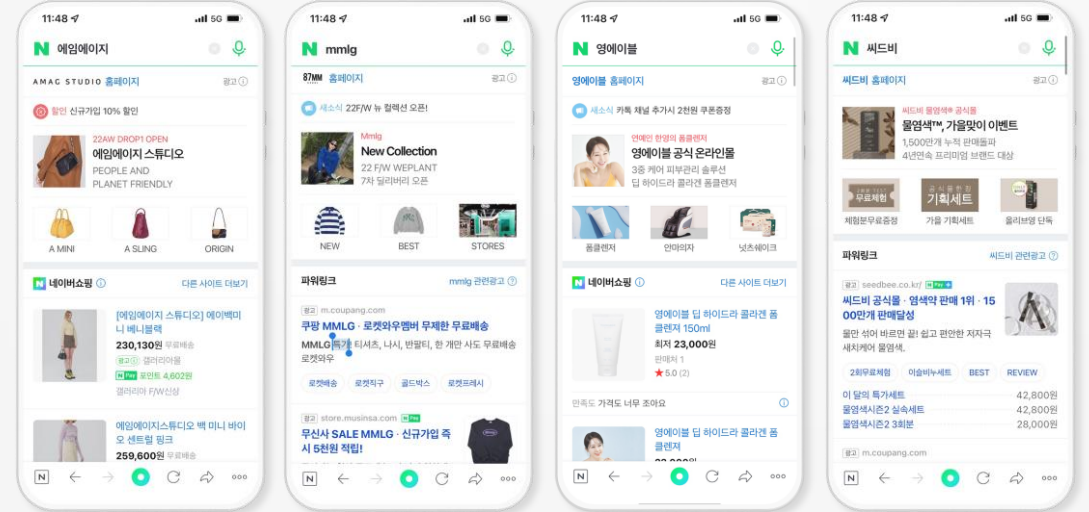 11:48
5G
에임에이지
AMAG STUDIO 홈페이지
광고
할인 신규가입 10% 할인
22AW DROP1 OPEN
에임에이지 스튜디오
PEOPLE AND
PLANET FRIENDLY
A MINI
A SLING
ORIGIN
네이버쇼핑
다른 사이트 더보기
[에임에이지 스튜디오] 에이백미
니 베니블랙
230,130원 무료배송
광고 갤러리아몰
N Pay 포인트 4,602원
갤러리아 F/W신상
에임에이지스튜디오 백 미니 바이
오 센트럴 핑크
259,600원 무료배송
11:48
5G
mmlg
87MM 홈페이지
광고
새소식 22F/W 뉴 컬렉션 오픈!
Mmlg
New Collection
22 F/W WEPLANT
7차 딜리버리 오픈
NEW
BEST
STORES
파워링크
mmlg 관련광고
광고 m.coupang.com
쿠팡 MMLG · 로켓와우멤버 무제한 무료배송
MMLG특가! 티셔츠, 나시, 반팔티, 한 개만 사도 무료배송
로켓와우
로켓배송
로켓직구
골드박스
로켓프레시
광고 store.musinsa.com N Pay
무신사 SALE MMLG · 신규가입 즉
시 5천원 적립!
11:48
5G
영에이블
영에이블 홈페이지
광고
새소식 카톡 채널 추가시 2천원 쿠폰증정
연예인 한영의 폼클렌저
영에이블 공식 온라인몰
3중 케어 피부관리 솔루션
딥 하이드라 콜라겐 폼클렌저
폼클렌저
안마의자
넛츠쉐이크
네이버쇼핑
다른 사이트 더보기
영에이블 딥 하이드라 콜라겐 폼
클렌저 150ml
최저 23,000원
판매처 1
5.0 (2)
만족도 가격도 너무 조아요
영에이블 딥 하이드라 콜라겐 폼
클렌저
11:48
5G
씨드비
씨드비 홈페이지
광고
씨드비 물염색® 공식몰
물염색™, 가을맞이 이벤트
1,500만개 누적 판매돌파
4년연속 프리미엄 브랜드 대상
무료체험
공식몰한정
기획세트
체험분무료증정
가을 기획세트
올리브영 단독
파워링크
씨드비 관련광고
광고 seedbee.co.kr/ N Pay +
씨드비 공식몰 · 염색약 판매 1위 · 15
00만개 판매달성
물만 섞어 바르면 끝! 쉽고 편안한 저자극
새치케어 물염색.
2회무료체험
이슬비누세트
BEST
REVIEW
이 달의 특가세트
42,800원
물염색시즌2 실속세트
42,800원
물염색시즌2 3회분
28,000원
광고 m.coupang.com